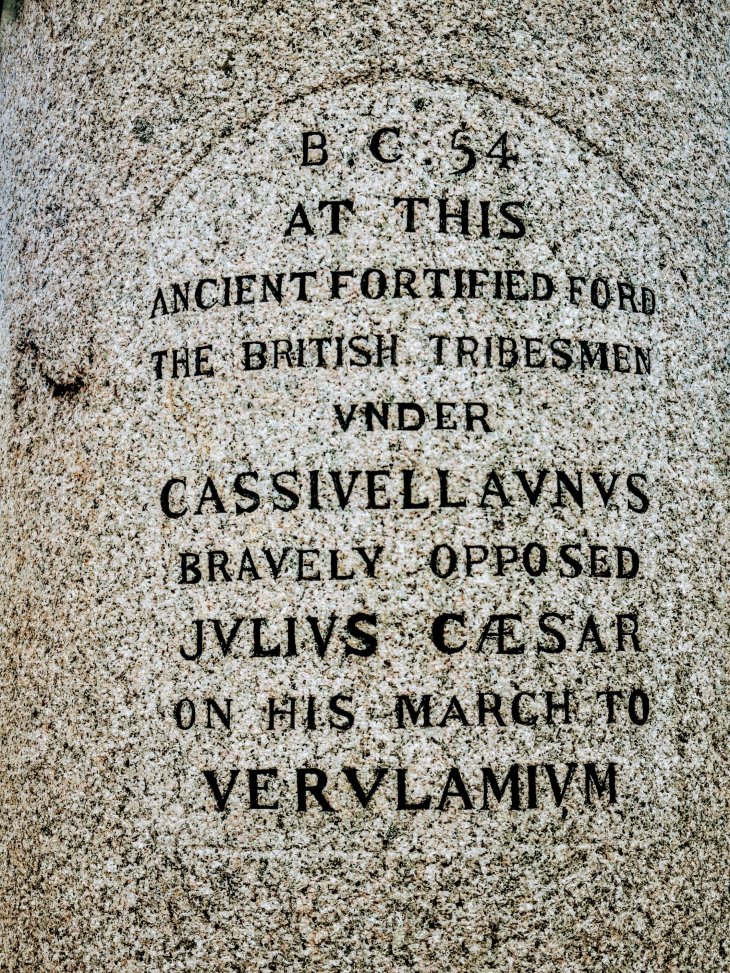 B.C.54
AT THIS
ANCIENT FORTIFIED FORD
THE BRITISH TRIBESMEN
VNDER
CASSIVELLAVNVS
BRAVELY OPPOSED
JVLIVS CÆSAR
ON HIS MARCH TO
VERVLAMIVM